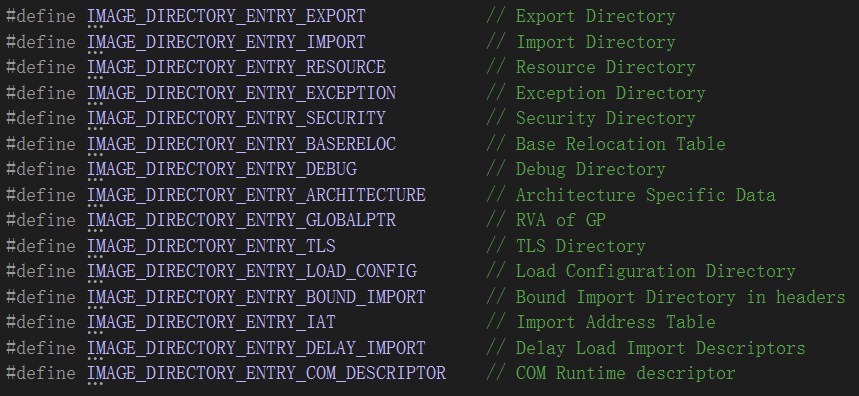 #define IMAGE_DIRECTORY_ENTRY_EXPORT // Export Directory
#define IMAGE_DIRECTORY_ENTRY_IMPORT // Import Directory
#define IMAGE_DIRECTORY_ENTRY_RESOURCE // Resource Directory
#define IMAGE_DIRECTORY_ENTRY_EXCEPTION // Exception Directory
#define IMAGE_DIRECTORY_ENTRY_SECURITY // Security Directory
#define IMAGE_DIRECTORY_ENTRY_BASERELOC // Base Relocation Table
#define IMAGE_DIRECTORY_ENTRY_DEBUG // Debug Directory
#define IMAGE_DIRECTORY_ENTRY_ARCHITECTURE // Architecture Specific Data
#define IMAGE_DIRECTORY_ENTRY_GLOBALPTR // RVA of GP
#define IMAGE_DIRECTORY_ENTRY_TLS // TLS Directory
#define IMAGE_DIRECTORY_ENTRY_LOAD_CONFIG // Load Configuration Directory
#define IMAGE_DIRECTORY_ENTRY_BOUND_IMPORT // Bound Import Directory in headers
#define IMAGE_DIRECTORY_ENTRY_IAT // Import Address Table
#define IMAGE_DIRECTORY_ENTRY_DELAY_IMPORT // Delay Load Import Descriptors
#define IMAGE_DIRECTORY_ENTRY_COM_DESCRIPTOR // COM Runtime descriptor